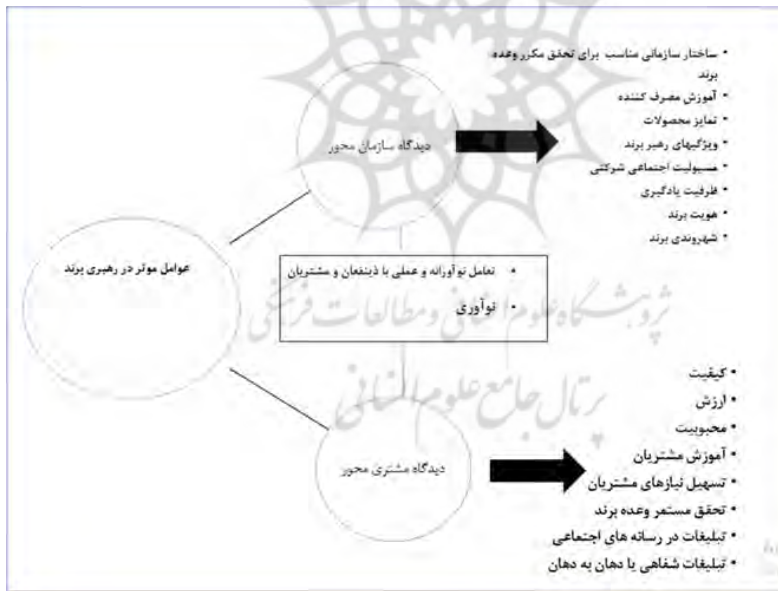 ساختار سازمانی مناسب برای تحقق مکرر وعده
برند
آموزش مصرف کننده
تمایز محصولات
ویژگیهای رهبر برند
مسیولیت اجتماعی شرکتی
ظرفیت یادگیری
هویت برند
شهروندی برند
دیدگاه سازمان محور
عوامل موثر در رهبری برند
تعامل نوآورانه و عملی با ذینفعان و مشتریان
نوآوری
پژوهشگاه علوم انسانی و مطالعات فرهنگی
پرتال جامع علوم انسانی
دیدگاه مشتری محور
کیفیت
ارزش
محبوبیت
آموزش مشتریان
تسهیل نیازهای مشتریان
تحقق مستمر وعده برند
تبلیغات در رسانه های اجتماعی
تبلیغات شفاهی یا دهان به دهان